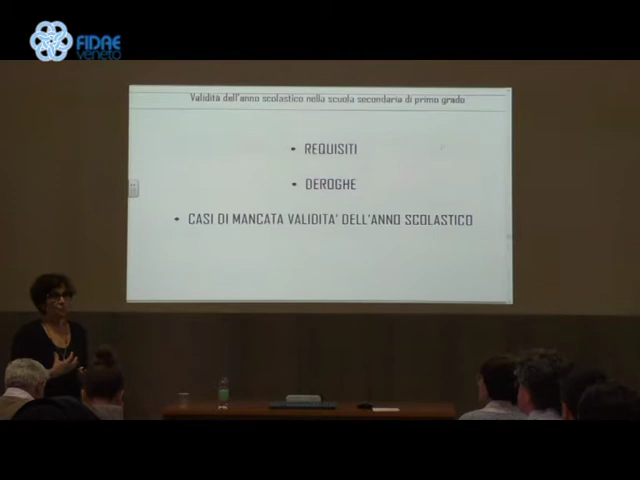 FIDAE
veneto
Validità dell'anno scolastico nella scuola secondaria di primo grado
• REQUISITI
• DEROGHE
• CASI DI MANCATA VALIDITA' DELL'ANNO SCOLASTICO